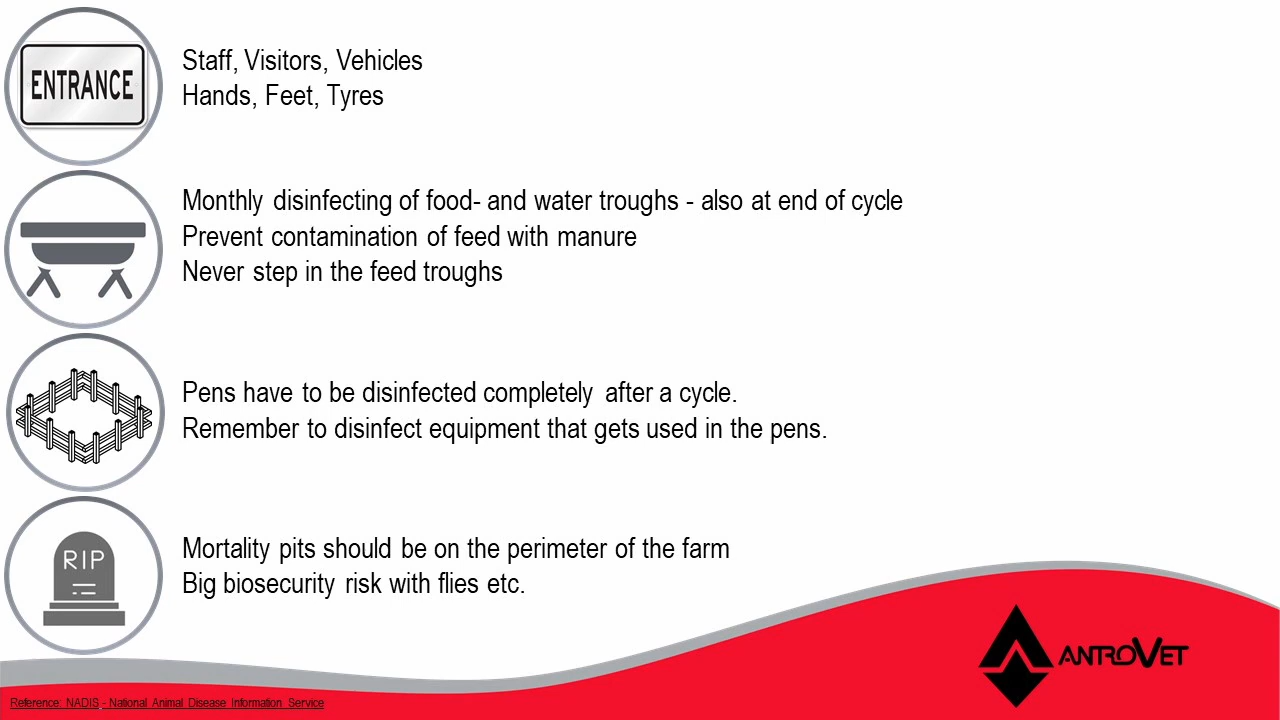 ENTRANCE
Staff, Visitors, Vehicles
Hands, Feet, Tyres
Monthly disinfecting of food- and water troughs - also at end of cycle
Prevent contamination of feed with manure
Never step in the feed troughs
Pens have to be disinfected completely after a cycle.
Remember to disinfect equipment that gets used in the pens.
RIP
Mortality pits should be on the perimeter of the farm
Big biosecurity risk with flies etc.
ANTROVET
Reference: NADIS - National Animal Disease Information Service